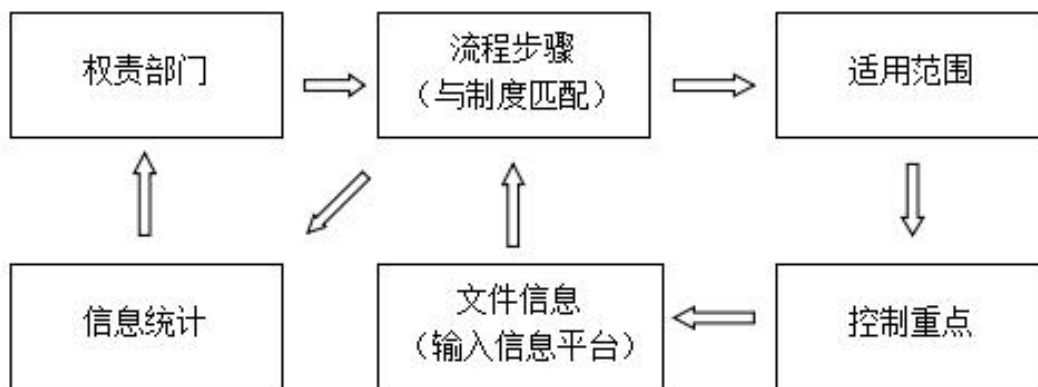 权责部门
流程步骤
（与制度匹配）
适用范围
信息统计
文件信息
（输入信息平台）
控制重点